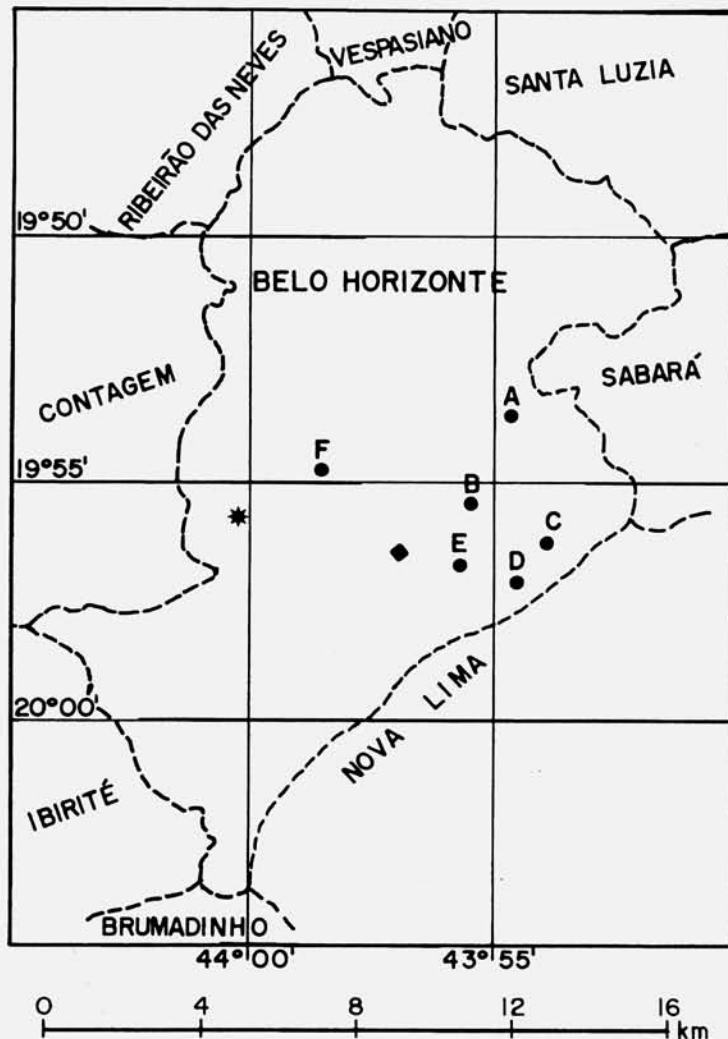 RIBEIRÃO DAS NEVES
VESPASIANO
SANTA LUZIA
19°50'
BELO HORIZONTE
CONTAGEM
SABARÁ
A
F
19°55'
B
C
E
D
NOVA LIMA
20°00'
IBIRITÉ
BRUMADINHO
44°00'
43°55'
0 4 8 12 16
km